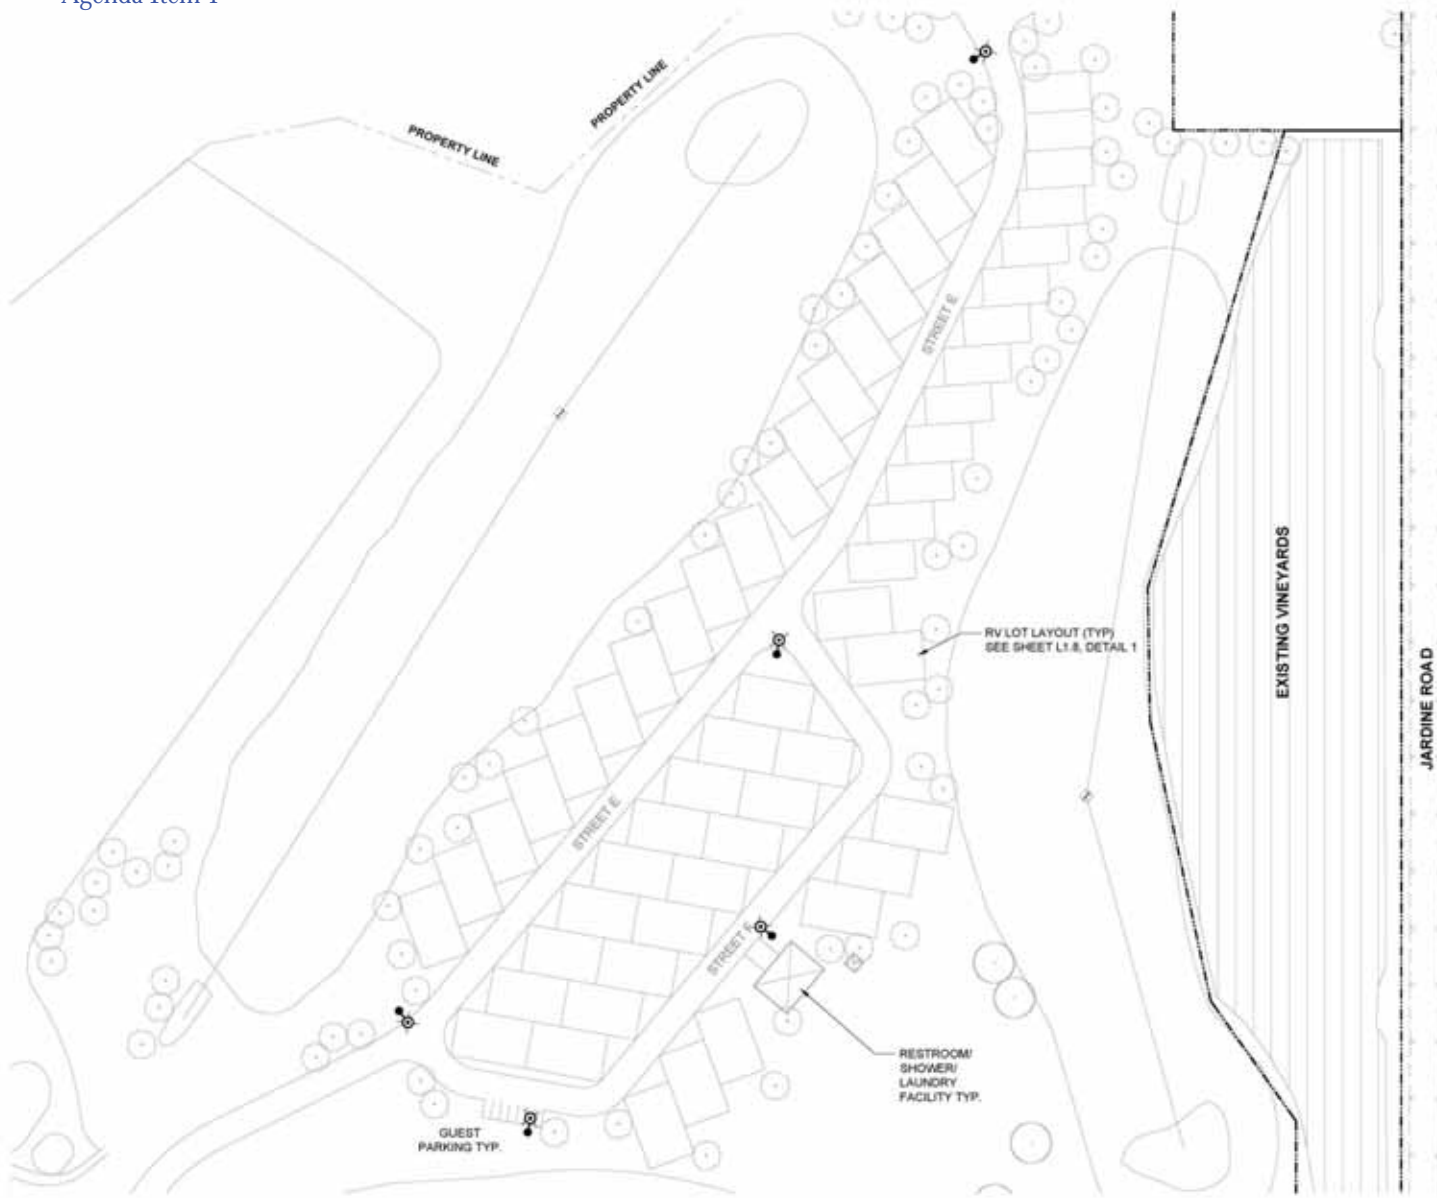 Agenda Item 1
PROPERTY LINE
PROPERTY LINE
STREET E
RV LOT LAYOUT (TYP)
SEE SHEET L1.8, DETAIL 1
EXISTING VINEYARDS
JARDINE ROAD
STREET E
STREET F
RESTROOM/
SHOWER/
LAUNDRY
FACILITY TYP.
GUEST
PARKING TYP.